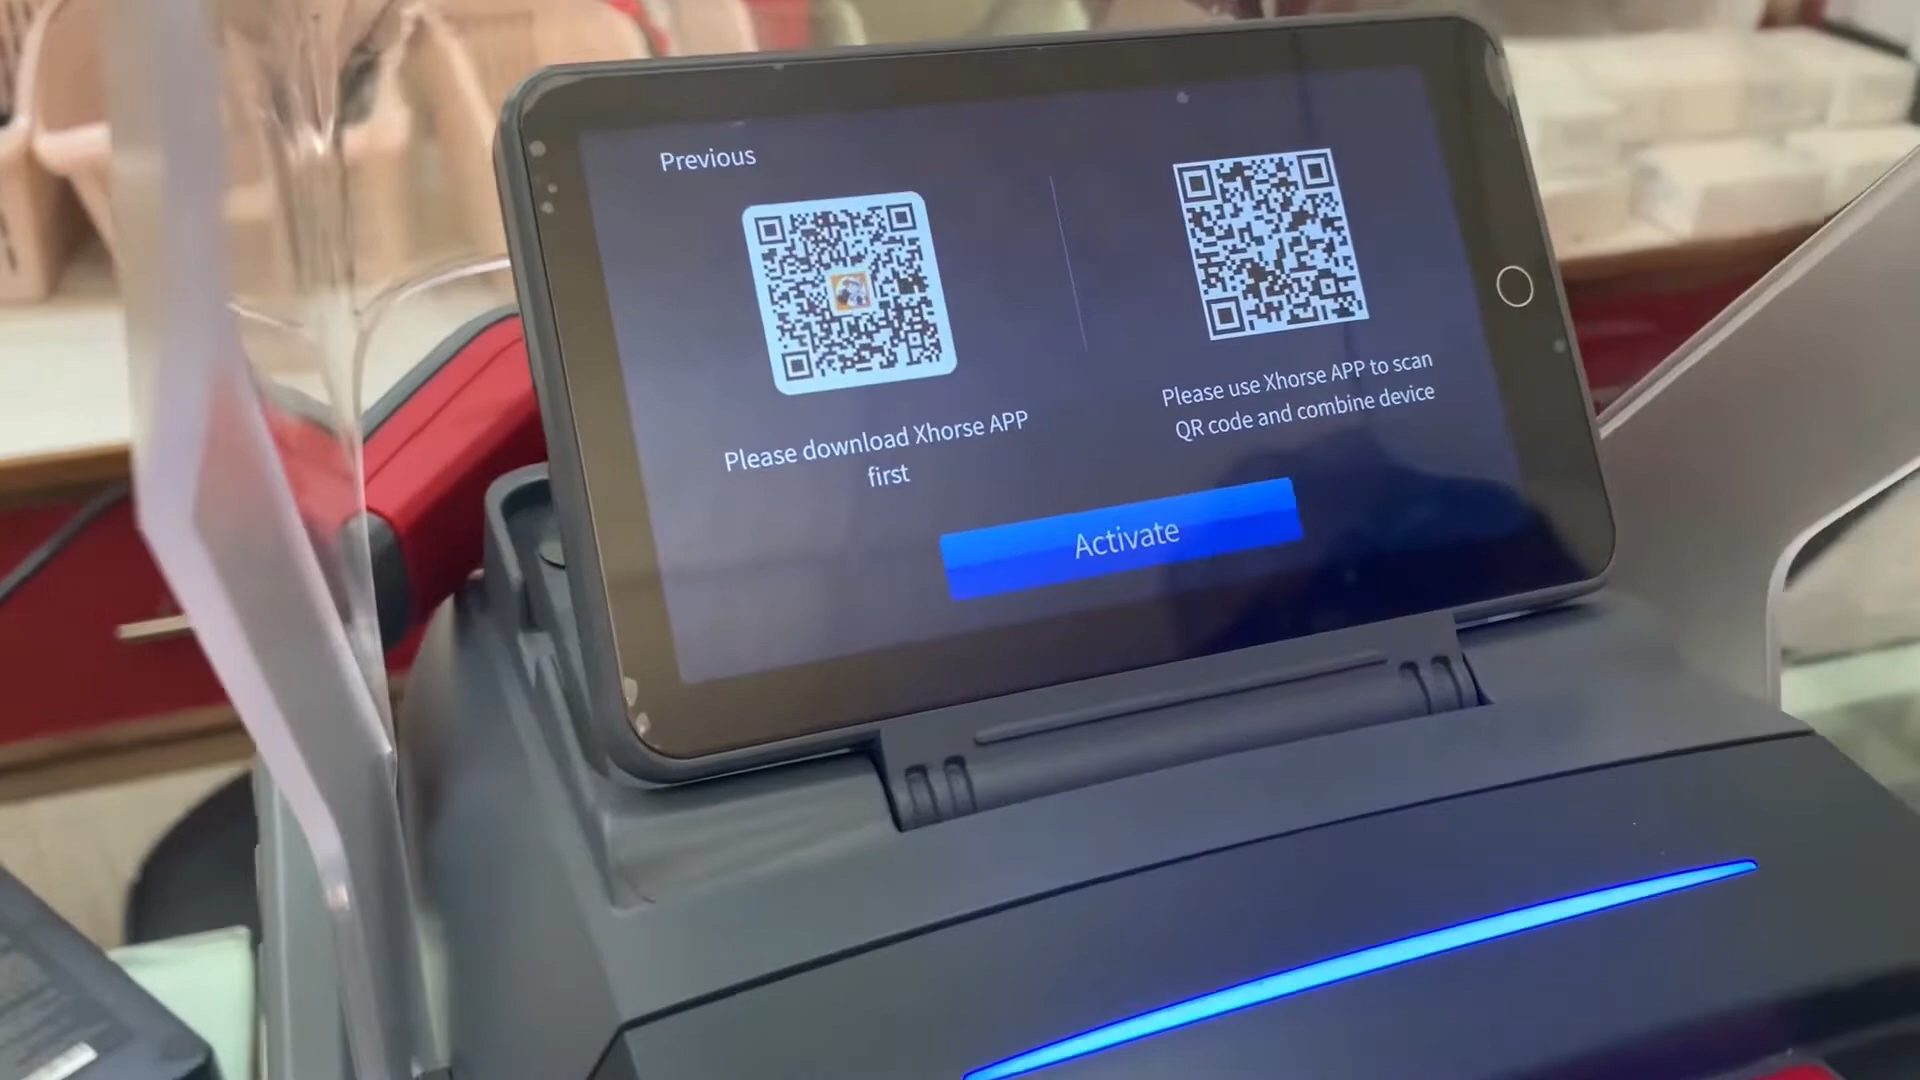 Previous
Please download Xhorse APP
first
Please use Xhorse APP to scan
QR code and combine device
Activate